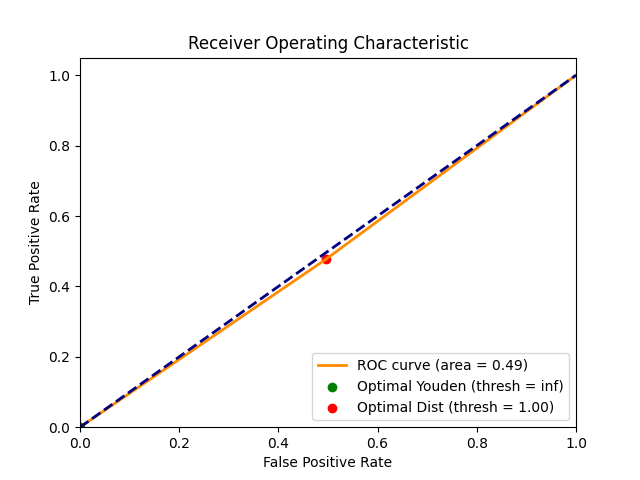 Receiver Operating Characteristic
1.0
0.8
0.6
0.4
0.2
0.0
True Positive Rate
0.0 0.2 0.4 0.6 0.8 1.0
False Positive Rate
ROC curve (area = 0.49)
Optimal Youden (thresh = inf)
Optimal Dist (thresh = 1.00)